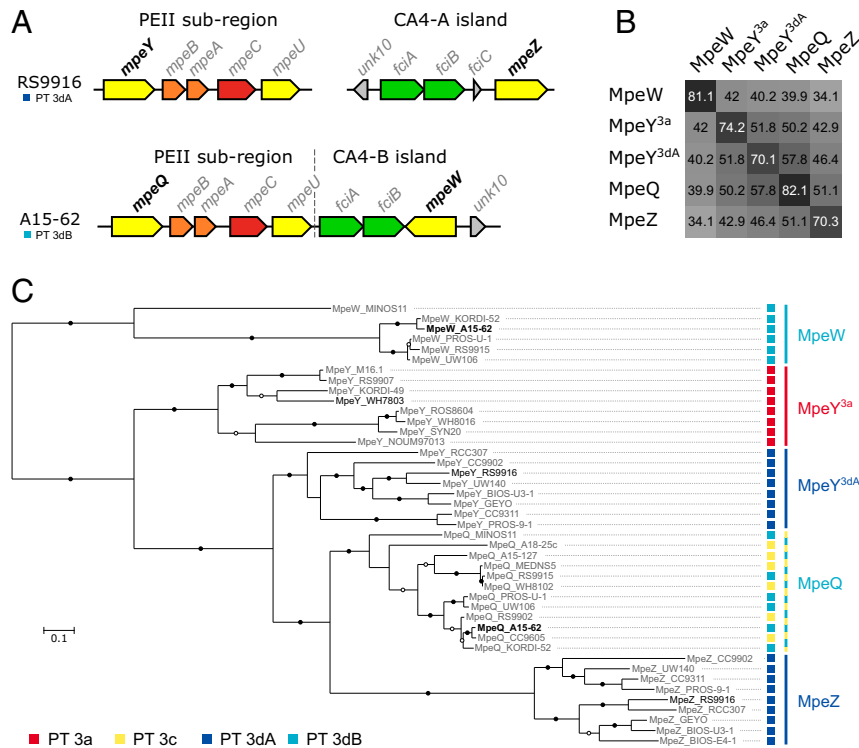 A
PEII sub-region
CA4-A island
mpeY
mpeB
mpeA
mpeC
mpeU
unk10
fciA
fciB
fciC
mpeZ
RS9916
PT 3dA
PEII sub-region
CA4-B island
mpeQ
mpeB
mpeA
mpeC
mpeU
fciA
fciB
mpeW
unk10
A15-62
PT 3dB
B
MpeW
MpeY3a
MpeY3dA
MpeQ
MpeZ
MpeW 81.1 42 40.2 39.9 34.1
MpeY3a 42 74.2 51.8 50.2 42.9
MpeY3dA 40.2 51.8 70.1 57.8 46.4
MpeQ 39.9 50.2 57.8 82.1 51.1
MpeZ 34.1 42.9 46.4 51.1 70.3
C
MpeW_MINOS11
MpeW_KORDI-52
MpeW_A15-62
MpeW_PROS-U-1
MpeW_RS9915
MpeW_UW106
MpeW
MpeY_M16.1
MpeY_RS9907
MpeY_KORDI-49
MpeY_WH7803
MpeY_ROS8604
MpeY_WH8016
MpeY_SYN20
MpeY_NOUM97013
MpeY3a
MpeY_RCC307
MpeY_CC9902
MpeY_RS9916
MpeY_UW140
MpeY_BIOS-U3-1
MpeY_GEYO
MpeY_CC9311
MpeY_PROS-9-1
MpeY3dA
MpeQ_MINOS11
MpeQ_A18-25c
MpeQ_A15-127
MpeQ_MEDNS5
MpeQ_RS9915
MpeQ_WH8102
MpeQ_PROS-U-1
MpeQ_UW106
MpeQ_RS9902
MpeQ_A15-62
MpeQ_CC9605
MpeQ_KORDI-52
MpeQ
MpeZ_CC9902
MpeZ_UW140
MpeZ_CC9311
MpeZ_PROS-9-1
MpeZ_RS9916
MpeZ_RCC307
MpeZ_GEYO
MpeZ_BIOS-U3-1
MpeZ_BIOS-E4-1
MpeZ
0.1
PT 3a PT 3c PT 3dA PT 3dB